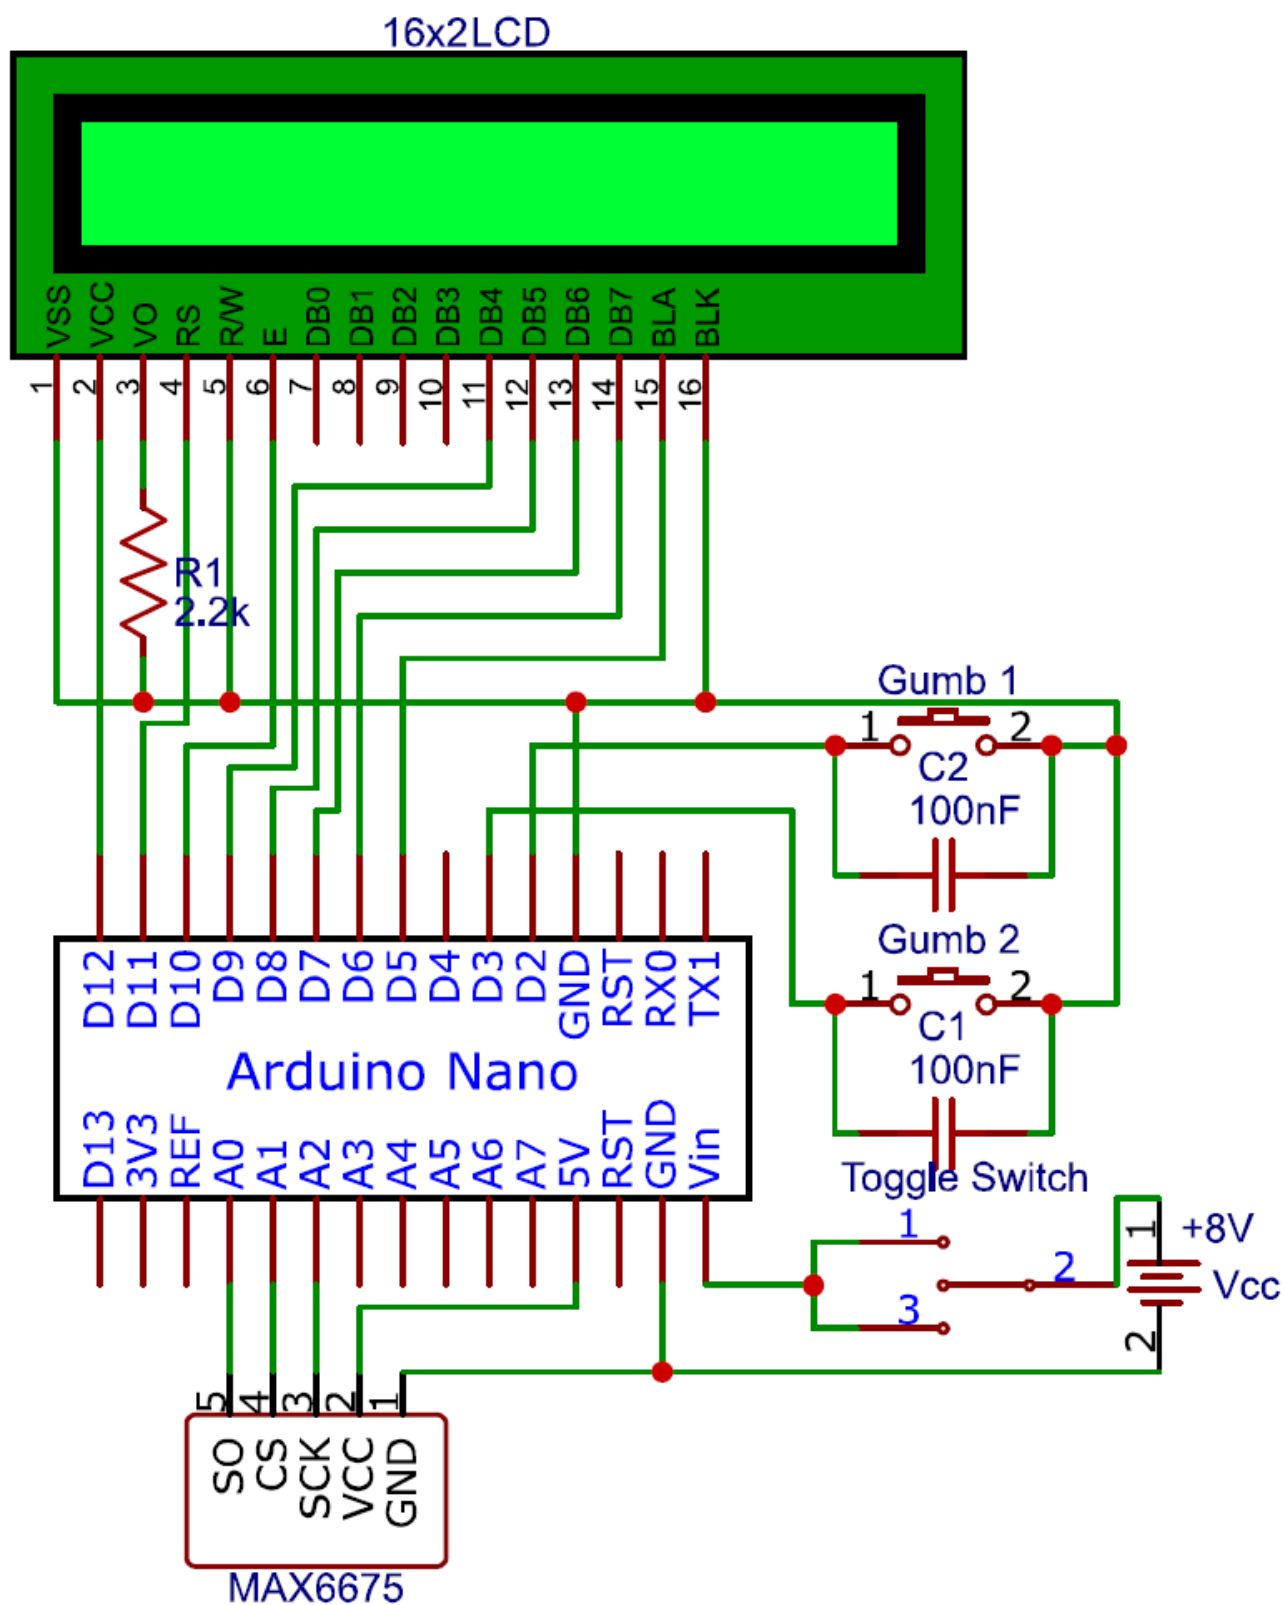 16x2LCD
VSS VCC VO RS R/W E DB0 DB1 DB2 DB3 DB4 DB5 DB6 DB7 BLA BLK
1 2 3 4 5 6 7 8 9 10 11 12 13 14 15 16
R1
2.2k
Gumb 1
1 2
C2
100nF
Gumb 2
1 2
C1
100nF
D12 D11 D10 D9 D8 D7 D6 D5 D4 D3 D2 GND RST RX0 TX1
Arduino Nano
D13 3V3 REF A0 A1 A2 A3 A4 A5 A6 A7 5V RST GND Vin
Toggle Switch
1
2
3
1
+8V
Vcc
2
5 4 3 2 1
SO CS SCK VCC GND
MAX6675